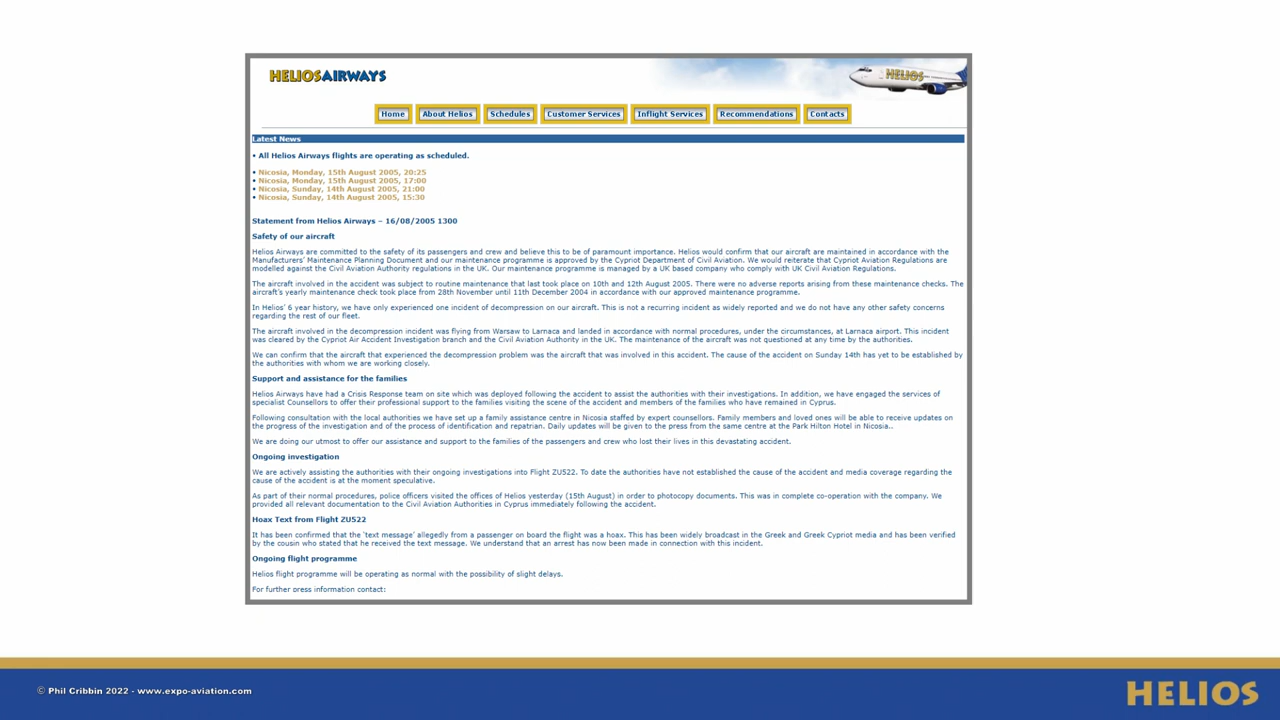 HELIOSAIRWAYS
HELIOS
Home About Helios Schedules Customer Services Inflight Services Recommendations Contacts
Latest News
• All Helios Airways flights are operating as scheduled.
• Nicosia, Monday, 15th August 2005, 20:25
• Nicosia, Monday, 15th August 2005, 17:00
• Nicosia, Sunday, 14th August 2005, 21:00
• Nicosia, Sunday, 14th August 2005, 15:30
Statement from Helios Airways – 16/08/2005 1300
Safety of our aircraft
Helios Airways are committed to the safety of its passengers and crew and believe this to be of paramount importance. Helios would confirm that our aircraft are maintained in accordance with the
Manufacturers' Maintenance Planning Document and our maintenance programme is approved by the Cypriot Department of Civil Aviation. We would reiterate that Cypriot Aviation Regulations are
modelled against the Civil Aviation Authority regulations in the UK. Our maintenance programme is managed by a UK based company who comply with UK Civil Aviation Regulations.
The aircraft involved in the accident was subject to routine maintenance that last took place on 10th and 12th August 2005. There were no adverse reports arising from these maintenance checks. The
aircraft's yearly maintenance check took place from 28th November until 11th December 2004 in accordance with our approved maintenance programme.
In Helios' 6 year history, we have only experienced one incident of decompression on our aircraft. This is not a recurring incident as widely reported and we do not have any other safety concerns
regarding the rest of our fleet.
The aircraft involved in the decompression incident was flying from Warsaw to Larnaca and landed in accordance with normal procedures, under the circumstances, at Larnaca airport. This incident
was cleared by the Cypriot Air Accident Investigation branch and the Civil Aviation Authority in the UK. The maintenance of the aircraft was not questioned at any time by the authorities.
We can confirm that the aircraft that experienced the decompression problem was the aircraft that was involved in this accident. The cause of the accident on Sunday 14th has yet to be established by
the authorities with whom we are working closely.
Support and assistance for the families
Helios Airways have had a Crisis Response team on site which was deployed following the accident to assist the authorities with their investigations. In addition, we have engaged the services of
specialist Counsellors to offer their professional support to the families visiting the scene of the accident and members of the families who have remained in Cyprus.
Following consultation with the local authorities we have set up a family assistance centre in Nicosia staffed by expert counsellors. Family members and loved ones will be able to receive updates on
the progress of the investigation and of the process of identification and repatrian. Daily updates will be given to the press from the same centre at the Park Hilton Hotel in Nicosia..
We are doing our utmost to offer our assistance and support to the families of the passengers and crew who lost their lives in this devastating accident.
Ongoing investigation
We are actively assisting the authorities with their ongoing investigations into Flight ZU522. To date the authorities have not established the cause of the accident and media coverage regarding the
cause of the accident is at the moment speculative.
As part of their normal procedures, police officers visited the offices of Helios yesterday (15th August) in order to photocopy documents. This was in complete co-operation with the company. We
provided all relevant documentation to the Civil Aviation Authorities in Cyprus immediately following the accident.
Hoax Text from Flight ZU522
It has been confirmed that the 'text message' allegedly from a passenger on board the flight was a hoax. This has been widely broadcast in the Greek and Greek Cypriot media and has been verified
by the cousin who stated that he received the text message. We understand that an arrest has now been made in connection with this incident.
Ongoing flight programme
Helios flight programme will be operating as normal with the possibility of slight delays.
For further press information contact:
© Phil Cribbin 2022 - www.expo-aviation.com
HELIOS